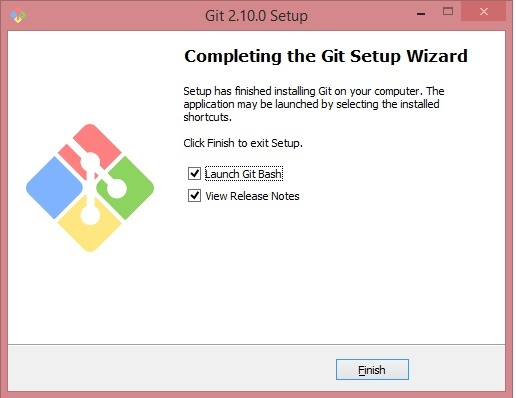 Git 2.10.0 Setup
Completing the Git Setup Wizard
Setup has finished installing Git on your computer. The
application may be launched by selecting the installed
shortcuts.
Click Finish to exit Setup.
Launch Git Bash
View Release Notes
Finish